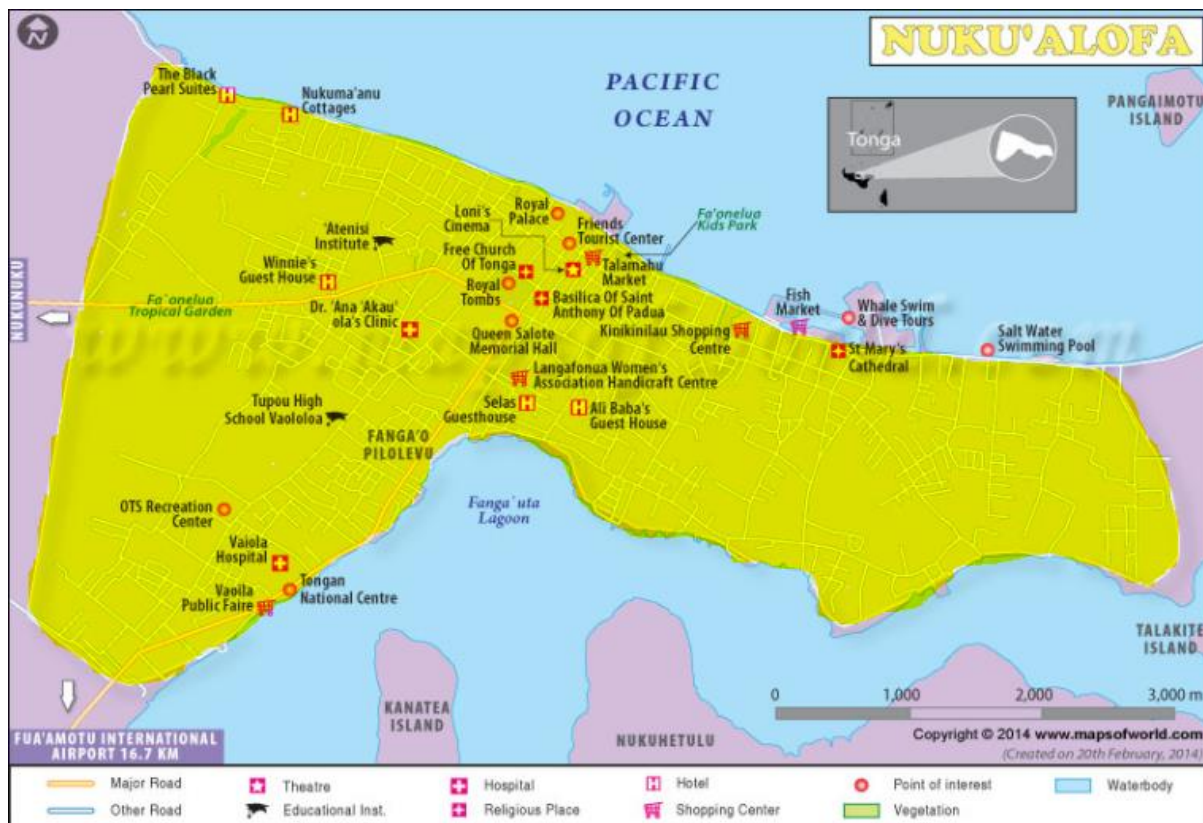 NUKU'ALOFA
N
PACIFIC
OCEAN
PANGAIMOTU
ISLAND
Tonga
The Black
Pearl Suites
Nukuma'anu
Cottages
Royal
Palace
Loni's
Cinema
Friends
Tourist Center
Fa'onelua
Kids Park
'Atenisi
Institute
Free Church
Of Tonga
Talamahu
Market
Winnie's
Guest House
Royal
Tombs
Basilica Of Saint
Anthony Of Padua
NUKUNUKU
Fa'onelua
Tropical Garden
Dr. 'Ana 'Akau'
ola's Clinic
Queen Salote
Memorial Hall
Kinikinilau Shopping
Centre
Fish
Market
Whale Swim
& Dive Tours
Salt Water
Swimming Pool
St Mary's
Cathedral
Langafonua Women's
Association Handicraft Centre
Tupou High
School Vaololoa
Selas
Guesthouse
Ali Baba's
Guest House
FANGA'O
PILOLEVU
OTS Recreation
Center
Fanga'uta
Lagoon
Vaiola
Hospital
Vaoila
Public Faire
Tongan
National Centre
TALAKITE
ISLAND
KANATEA
ISLAND
NUKUHETULU
0 1,000 2,000 3,000 m
Copyright © 2014 www.mapsofworld.com
(Created on 20th February, 2014)
FUA'AMOTU INTERNATIONAL
AIRPORT 16.7 KM
Major Road Theatre Hospital Hotel Point of interest Waterbody
Other Road Educational Inst. Religious Place Shopping Center Vegetation